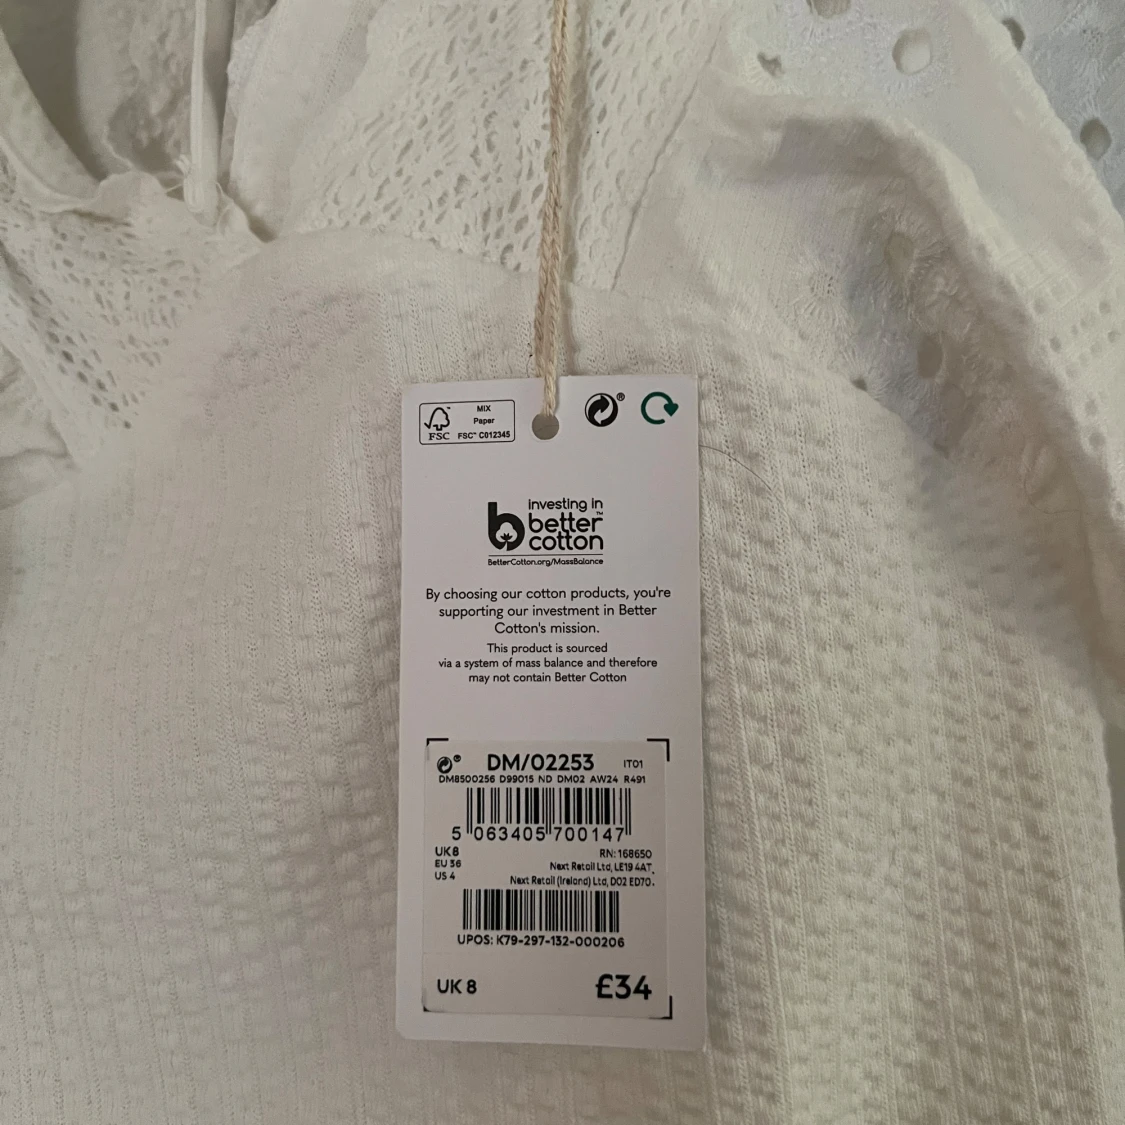 MIX
Paper
FSC™ C012345
FSC
®
investing in
better™
cotton
BetterCotton.org/MassBalance
By choosing our cotton products, you're
supporting our investment in Better
Cotton's mission.
This product is sourced
via a system of mass balance and therefore
may not contain Better Cotton
® DM/02253 IT01
DM8500256 D99015 ND DM02 AW24 R491
5 063405 700147
UK 8 RN: 168650
EU 36 Next Retail Ltd, LE19 4AT.
US 4 Next Retail (Ireland) Ltd, D02 ED70.
UPOS: K79-297-132-000206
UK 8 £34